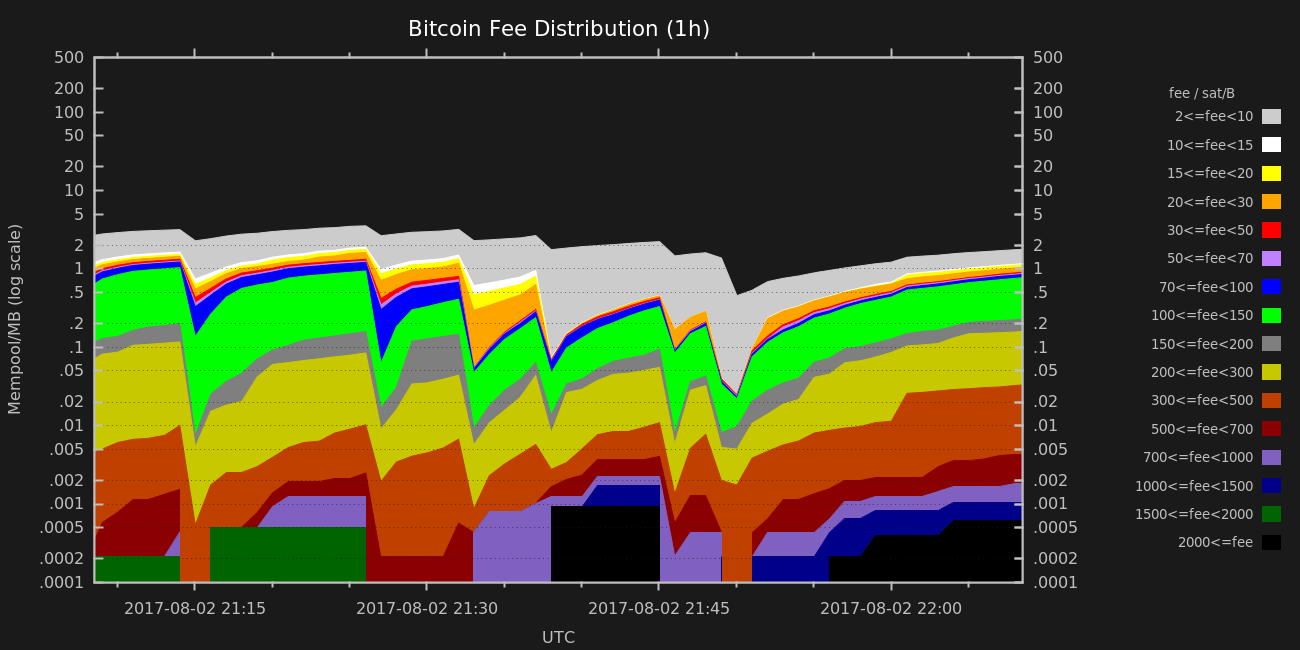 Bitcoin Fee Distribution (1h)
Mempool/MB (log scale)
500
200
100
50
20
10
5
2
1
.5
.2
.1
.05
.02
.01
.005
.002
.001
.0005
.0002
.0001
500
200
100
50
20
10
5
2
1
.5
.2
.1
.05
.02
.01
.005
.002
.001
.0005
.0002
.0001
2017-08-02 21:15
2017-08-02 21:30
2017-08-02 21:45
2017-08-02 22:00
UTC
fee / sat/B
2<=fee<10
10<=fee<15
15<=fee<20
20<=fee<30
30<=fee<50
50<=fee<70
70<=fee<100
100<=fee<150
150<=fee<200
200<=fee<300
300<=fee<500
500<=fee<700
700<=fee<1000
1000<=fee<1500
1500<=fee<2000
2000<=fee